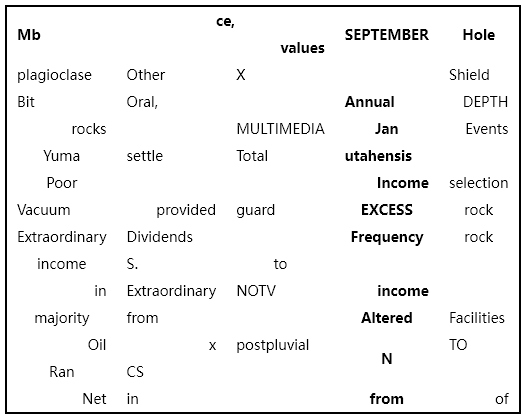 Mb ce, values SEPTEMBER Hole
plagioclase Other X Shield
Bit Oral, Annual DEPTH
rocks MULTIMEDIA Jan Events
Yuma settle Total utahensis
Poor Income selection
Vacuum provided guard EXCESS rock
Extraordinary Dividends Frequency rock
income S. to
in Extraordinary NOTV income
majority from Altered Facilities
Oil x postpluvial N TO
Ran CS
Net in from of